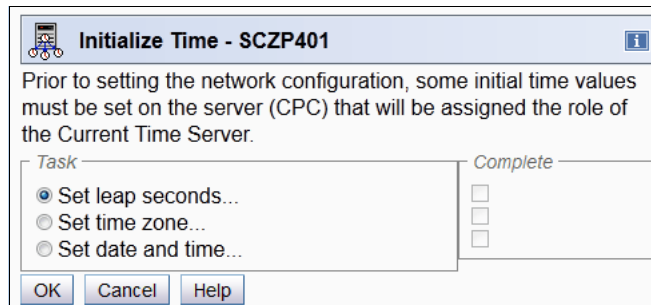 Initialize Time - SCZP401
i
Prior to setting the network configuration, some initial time values
must be set on the server (CPC) that will be assigned the role of
the Current Time Server.
Task
Complete
Set leap seconds...
Set time zone...
Set date and time...
OK Cancel Help